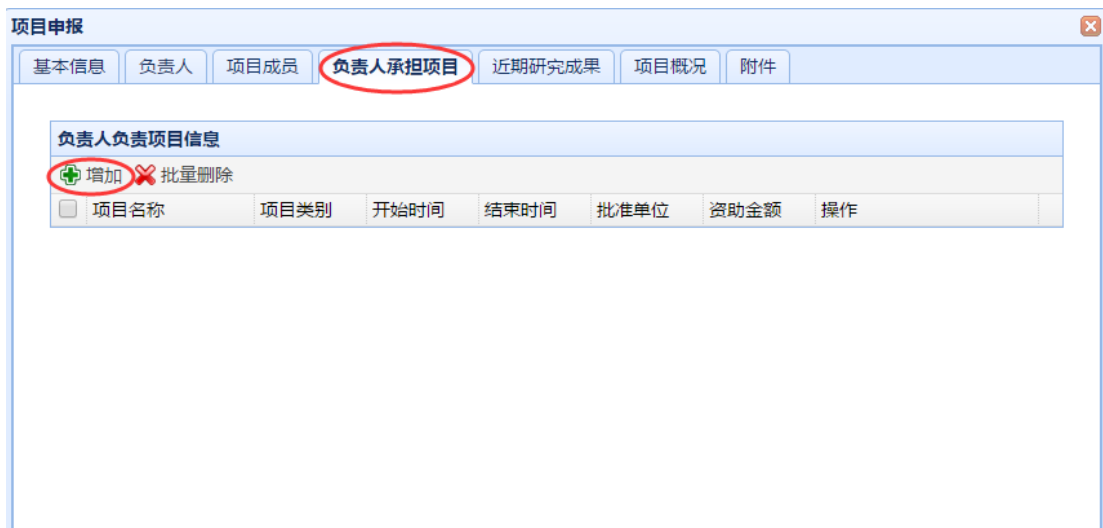 项目申报
基本信息 负责人 项目成员 负责人承担项目 近期研究成果 项目概况 附件
负责人负责项目信息
增加 批量删除
项目名称 项目类别 开始时间 结束时间 批准单位 资助金额 操作